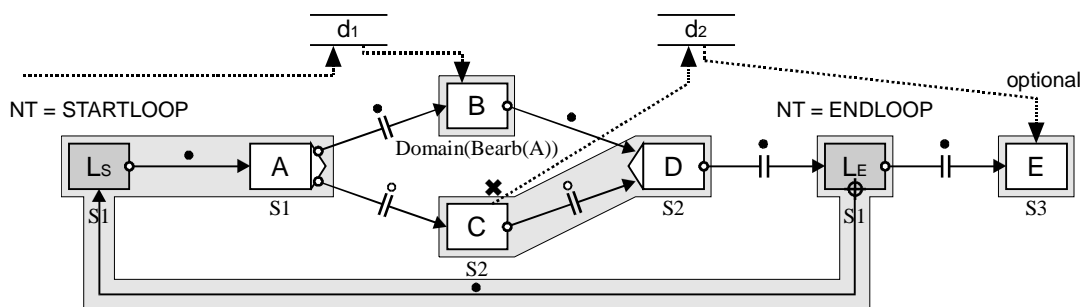 d1
d2
optional
NT = STARTLOOP
B
NT = ENDLOOP
Domain(Bearb(A))
LS
A
D
LE
E
S1
S1
C
S2
S1
S3
S2